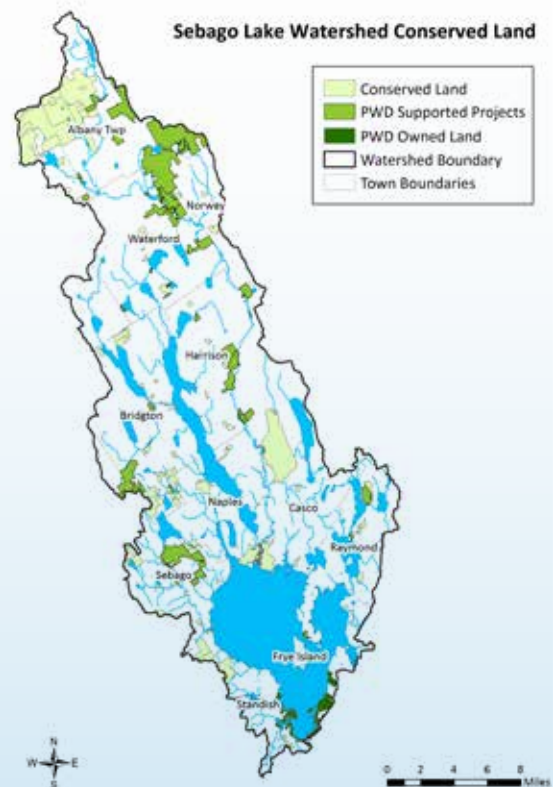 Sebago Lake Watershed Conserved Land
Conserved Land
PWD Supported Projects
PWD Owned Land
Watershed Boundary
Town Boundaries
Albany Twp
Norway
Waterford
Harrison
Bridgton
Naples
Casco
Raymond
Sebago
Frye Island
Standish
N
W E
S
0 2 4 6 8
Miles